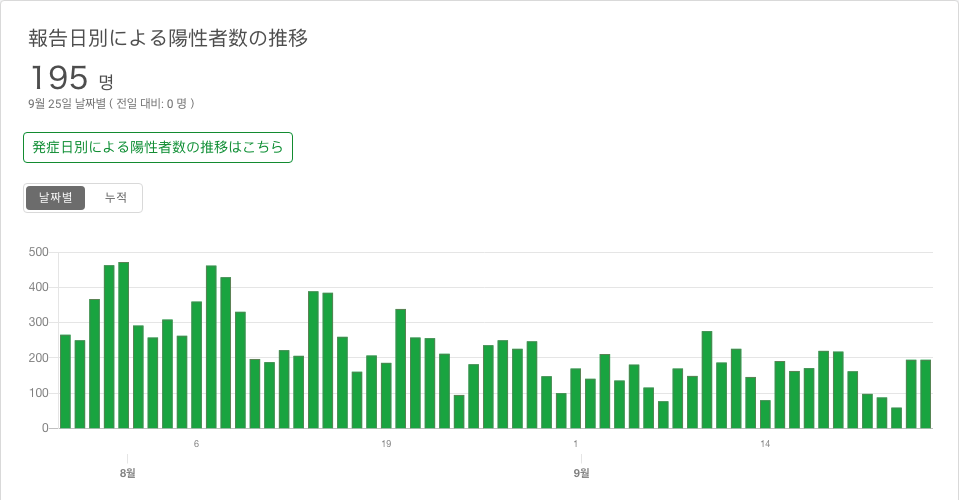 報告日別による陽性者数の推移
195 명
9월 25일 날짜별 ( 전일 대비: 0 명 )
発症日別による陽性者数の推移はこちら
날짜별 누적
500
400
300
200
100
0
6 19 1 14
8월 9월